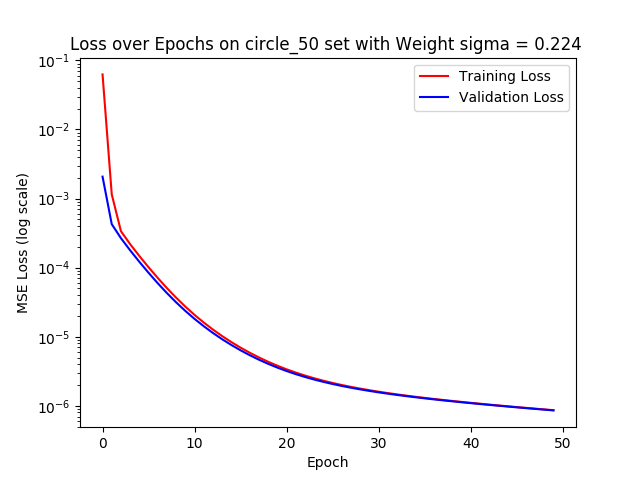 Loss over Epochs on circle_50 set with Weight sigma = 0.224
Training Loss
Validation Loss
MSE Loss (log scale)
10⁻¹
10⁻²
10⁻³
10⁻⁴
10⁻⁵
10⁻⁶
0 10 20 30 40 50
Epoch